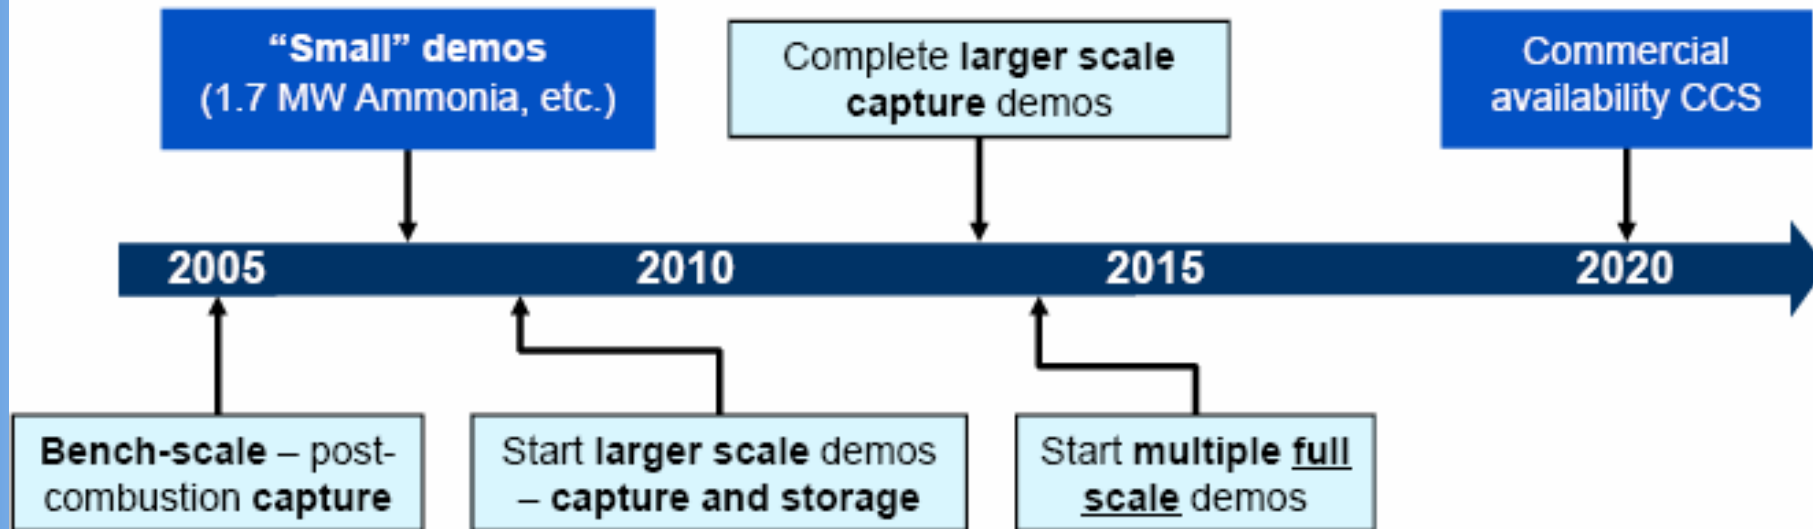 “Small” demos
(1.7 MW Ammonia, etc.)
Complete larger scale
capture demos
Commercial
availability CCS
2005 2010 2015 2020
Bench-scale – post-
combustion capture
Start larger scale demos
– capture and storage
Start multiple full
scale demos